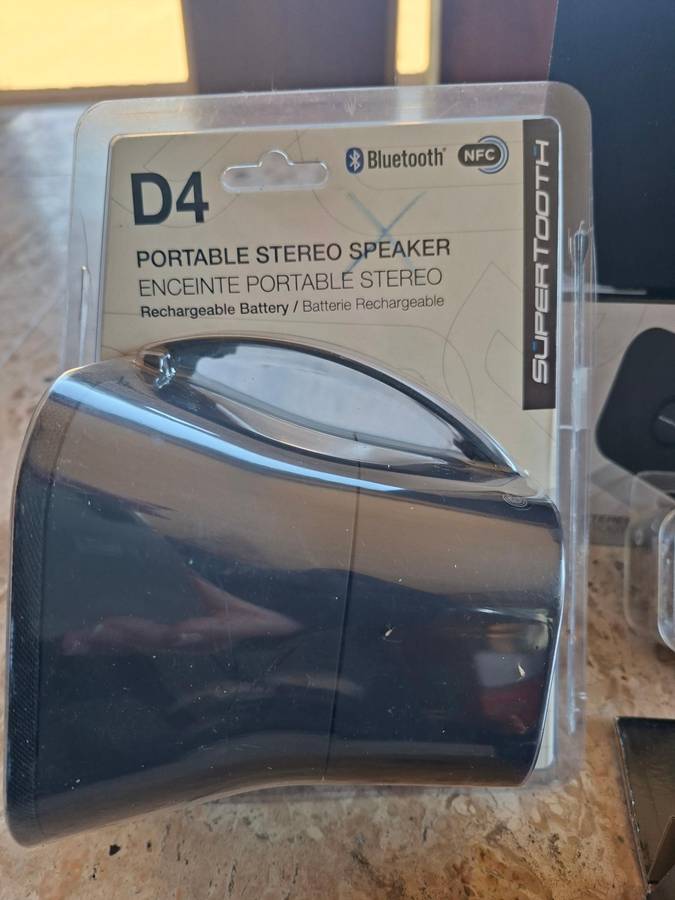 Bluetooth®
NFC
D4
SUPERTOOTH
PORTABLE STEREO SPEAKER
ENCEINTE PORTABLE STEREO
Rechargeable Battery / Batterie Rechargeable